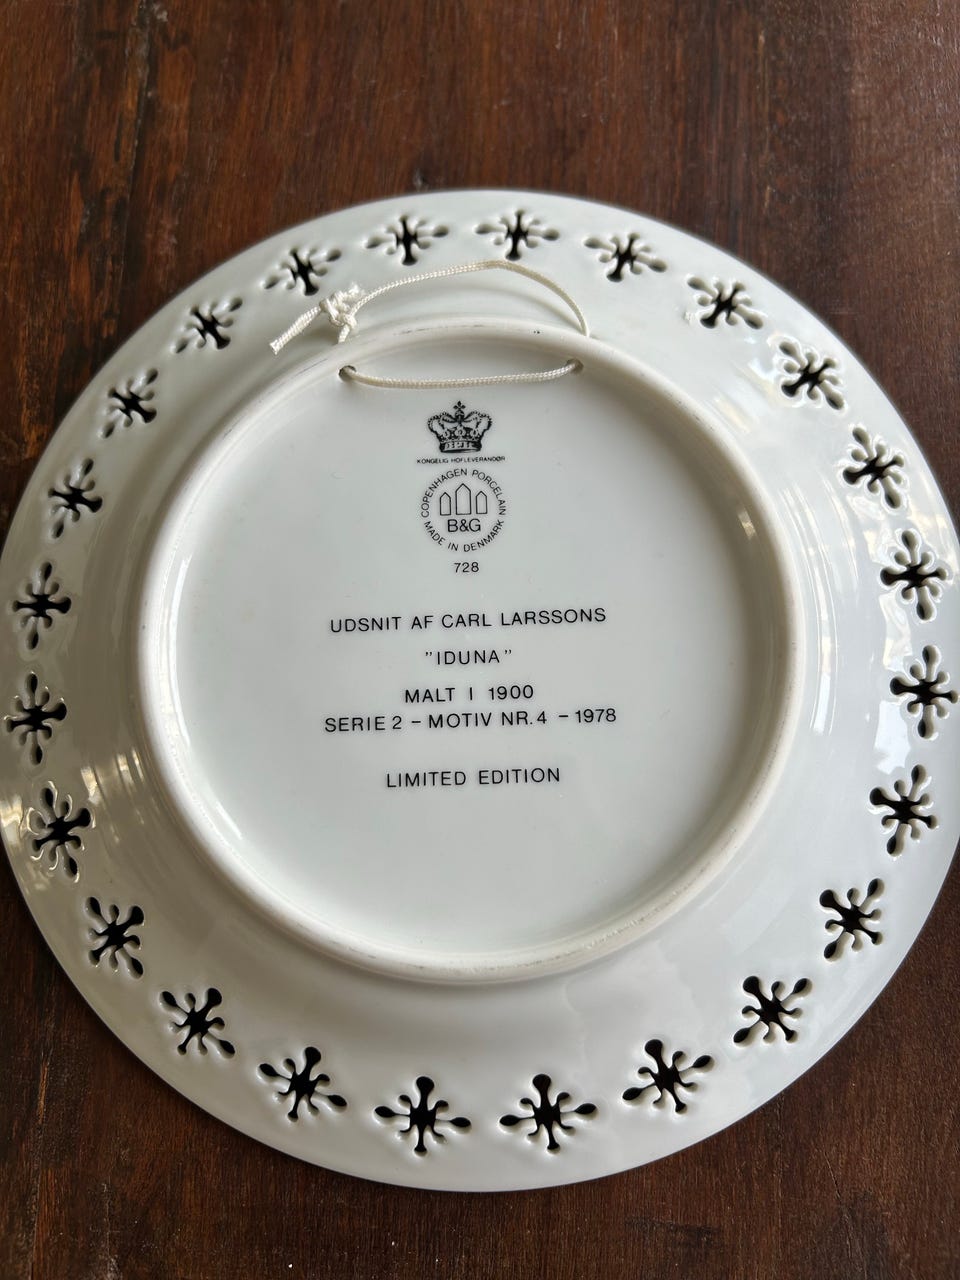 KONGELIG HOFLEVERANDØR
COPENHAGEN PORCELAIN
B&G
MADE IN DENMARK
728
UDSNIT AF CARL LARSSONS
"IDUNA"
MALT I 1900
SERIE 2 - MOTIV NR. 4 - 1978
LIMITED EDITION